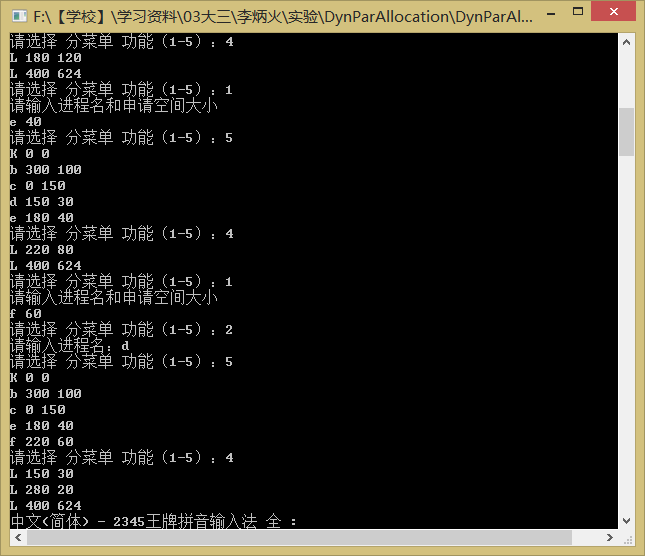 F:\【学校】\学习资料\03大三\李炳火\实验\DynParAllocation\DynParAl...
请选择 分菜单 功能（1-5）：4
L 180 120
L 400 624
请选择 分菜单 功能（1-5）：1
请输入进程名和申请空间大小
e 40
请选择 分菜单 功能（1-5）：5
K 0 0
b 300 100
c 0 150
d 150 30
e 180 40
请选择 分菜单 功能（1-5）：4
L 220 80
L 400 624
请选择 分菜单 功能（1-5）：1
请输入进程名和申请空间大小
f 60
请选择 分菜单 功能（1-5）：2
请输入进程名：d
请选择 分菜单 功能（1-5）：5
K 0 0
b 300 100
c 0 150
e 180 40
f 220 60
请选择 分菜单 功能（1-5）：4
L 150 30
L 280 20
L 400 624
中文(简体) - 2345王牌拼音输入法 全 ：